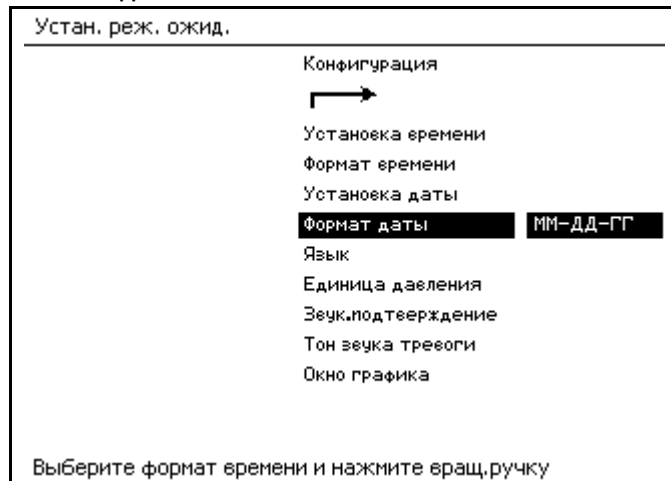 Устан. реж. ожид.
Конфигурация
Установка времени
Формат времени
Установка даты
Формат даты ММ-ДД-ГГ
Язык
Единица давления
Звук.подтверждение
Тон звука тревоги
Окно графика
Выберите формат времени и нажмите вращ.ручку